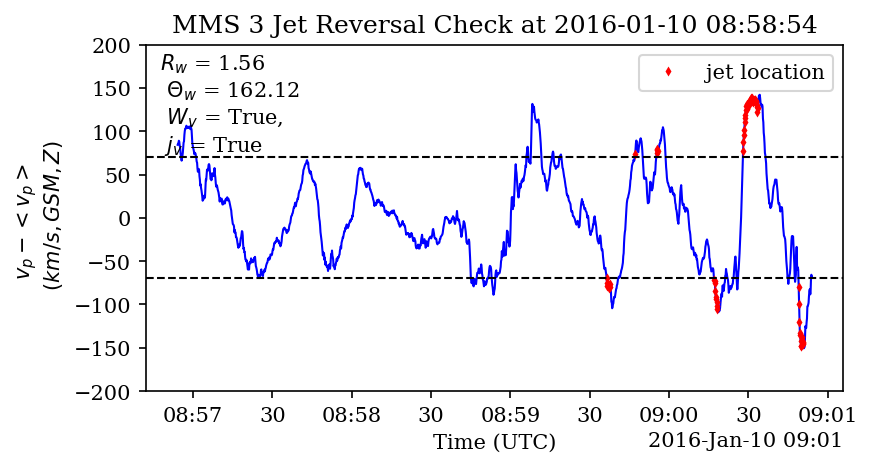 MMS 3 Jet Reversal Check at 2016-01-10 08:58:54
R_w = 1.56
Θ_w = 162.12
W_v = True,
j_v = True
jet location
200
150
100
50
0
−50
−100
−150
−200
v_p − < v_p >
(km/s, GSM, Z)
08:57 30 08:58 30 08:59 30 09:00 30 09:01
Time (UTC)
2016-Jan-10 09:01